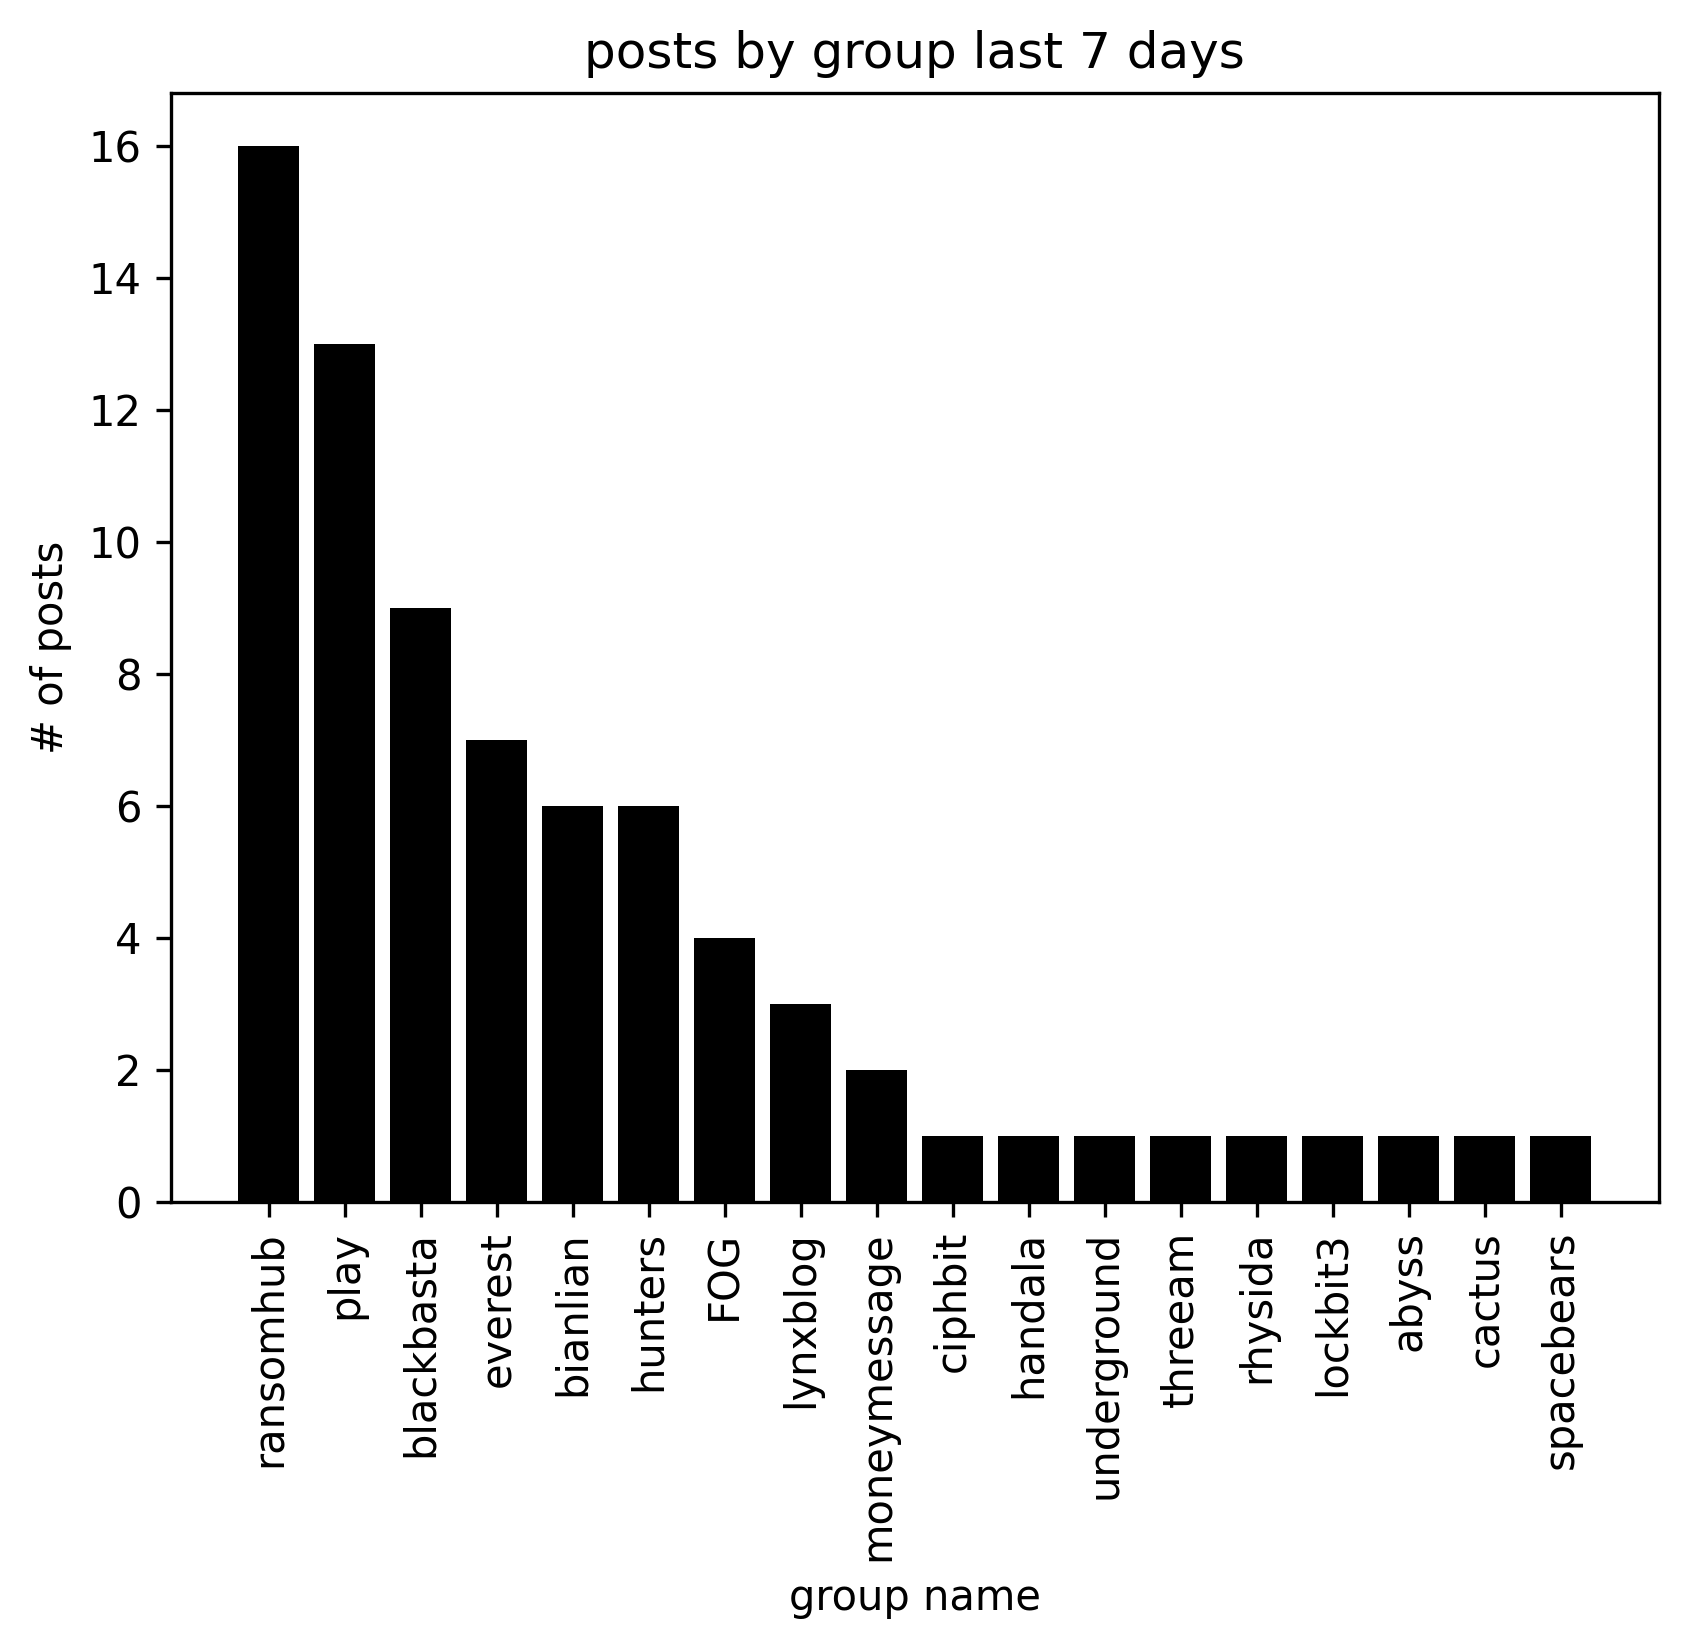 posts by group last 7 days
# of posts
16
14
12
10
8
6
4
2
0
ransomhub
play
blackbasta
everest
bianlian
hunters
FOG
lynxblog
moneymessage
ciphbit
handala
underground
threeam
rhysida
lockbit3
abyss
cactus
spacebears
group name